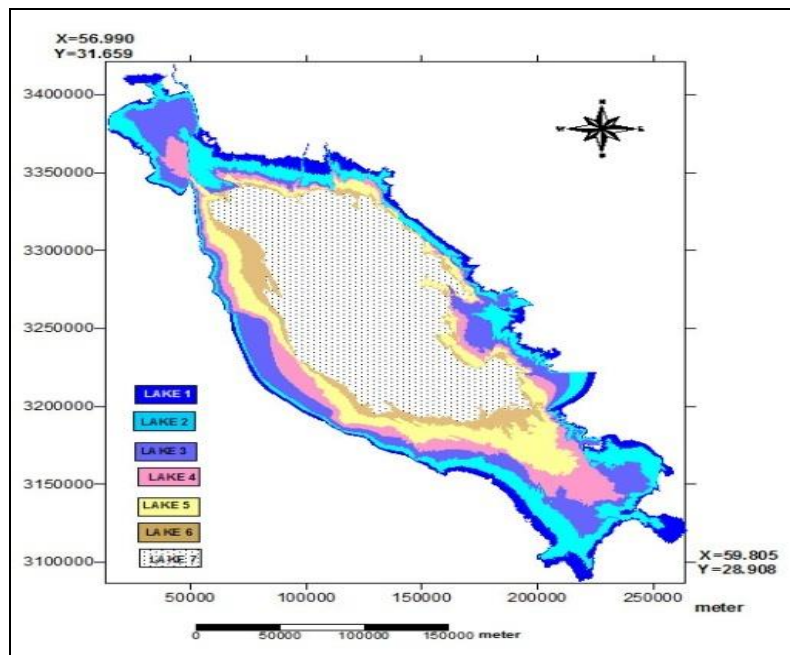 X=56.990
Y=31.659
N
W E
S
3400000
3350000
3300000
3250000
3200000
3150000
3100000
LAKE 1
LAKE 2
LAKE 3
LAKE 4
LAKE 5
LAKE 6
LAKE 7
X=59.805
Y=28.908
50000 100000 150000 200000 250000
meter
0 50000 100000 150000 meter